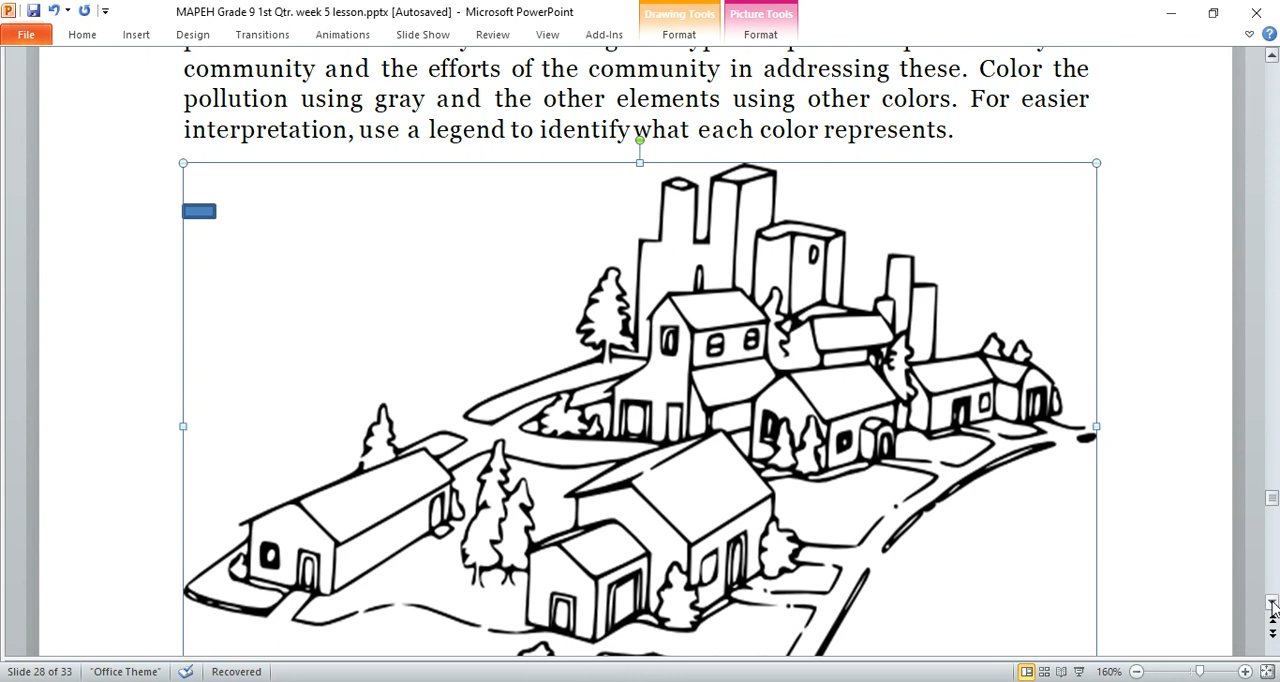 MAPEH Grade 9 1st Qtr. week 5 lesson.pptx [Autosaved] - Microsoft PowerPoint
Drawing Tools
Picture Tools
File
Home
Insert
Design
Transitions
Animations
Slide Show
Review
View
Add-Ins
Format
Format
community and the efforts of the community in addressing these. Color the
pollution using gray and the other elements using other colors. For easier
interpretation, use a legend to identify what each color represents.
Slide 28 of 33
"Office Theme"
Recovered
160%